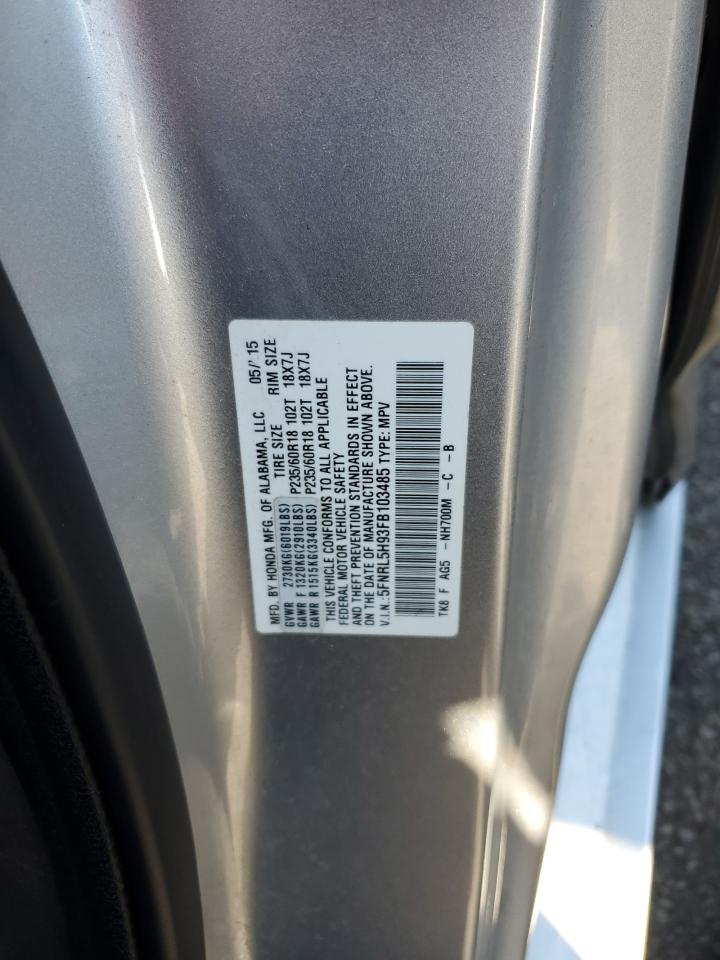 MFD. BY HONDA MFG. OF ALABAMA, LLC 05/15
TIRE SIZE RIM SIZE
GVWR 2730KG(6019LBS)
GAWR F 1320KG(2910LBS) P235/60R18 102T 18X7J
GAWR R 1515KG(3340LBS) P235/60R18 102T 18X7J
THIS VEHICLE CONFORMS TO ALL APPLICABLE
FEDERAL MOTOR VEHICLE SAFETY
AND THEFT PREVENTION STANDARDS IN EFFECT
ON THE DATE OF MANUFACTURE SHOWN ABOVE.
V.I.N.:5FNRL5H93FB103485 TYPE: MPV
TK8 F AG5 -NH700M -C -B